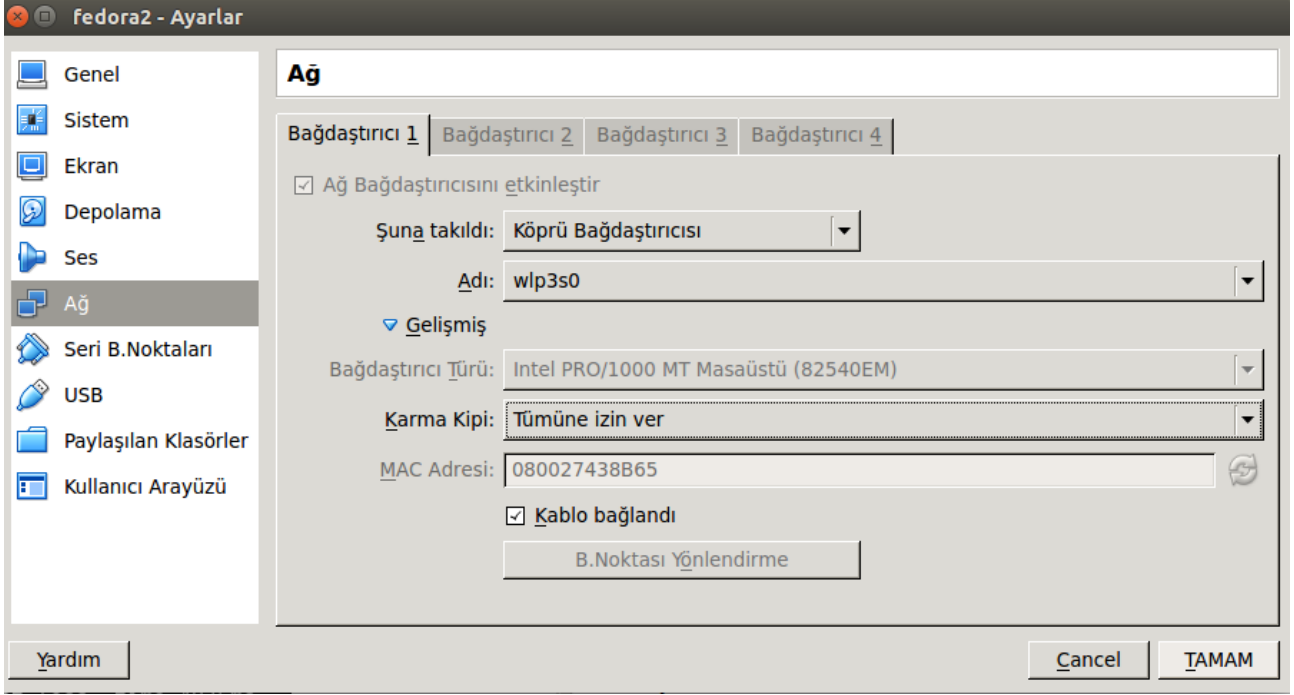 fedora2 - Ayarlar
Genel
Sistem
Ekran
Depolama
Ses
Ağ
Seri B.Noktaları
USB
Paylaşılan Klasörler
Kullanıcı Arayüzü
Ağ
Bağdaştırıcı 1 Bağdaştırıcı 2 Bağdaştırıcı 3 Bağdaştırıcı 4
Ağ Bağdaştırıcısını etkinleştir
Şuna takıldı: Köprü Bağdaştırıcısı
Adı: wlp3s0
Gelişmiş
Bağdaştırıcı Türü: Intel PRO/1000 MT Masaüstü (82540EM)
Karma Kipi: Tümüne izin ver
MAC Adresi: 080027438B65
Kablo bağlandı
B.Noktası Yönlendirme
Yardım Cancel TAMAM